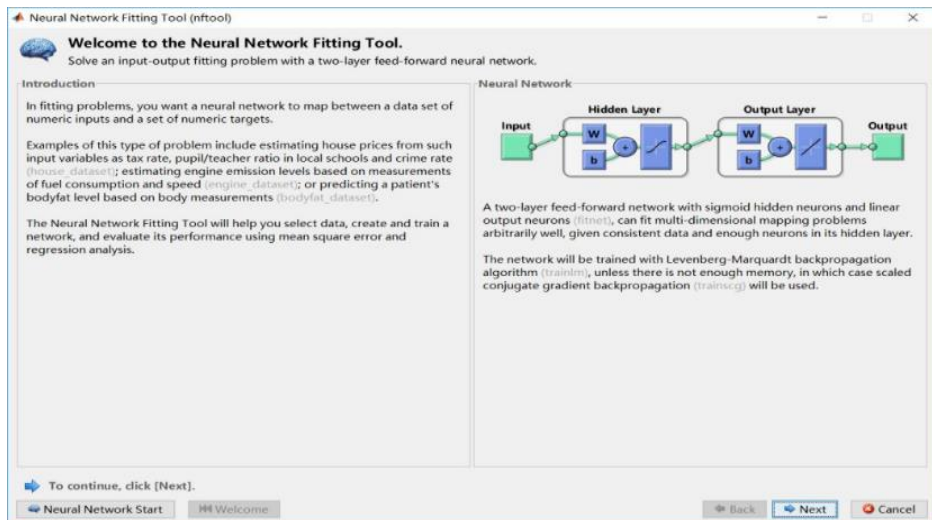 Neural Network Fitting Tool (nftool)
Welcome to the Neural Network Fitting Tool.
Solve an input-output fitting problem with a two-layer feed-forward neural network.
Introduction
In fitting problems, you want a neural network to map between a data set of
numeric inputs and a set of numeric targets.
Examples of this type of problem include estimating house prices from such
input variables as tax rate, pupil/teacher ratio in local schools and crime rate
(house_dataset); estimating engine emission levels based on measurements
of fuel consumption and speed (engine_dataset); or predicting a patient's
bodyfat level based on body measurements (bodyfat_dataset).
The Neural Network Fitting Tool will help you select data, create and train a
network, and evaluate its performance using mean square error and
regression analysis.
Neural Network
Hidden Layer
Output Layer
Input
Output
W
b
+
W
b
+
A two-layer feed-forward network with sigmoid hidden neurons and linear
output neurons (fitnet), can fit multi-dimensional mapping problems
arbitrarily well, given consistent data and enough neurons in its hidden layer.
The network will be trained with Levenberg-Marquardt backpropagation
algorithm (trainlm), unless there is not enough memory, in which case scaled
conjugate gradient backpropagation (trainscg) will be used.
To continue, click [Next].
Neural Network Start
Welcome
Back
Next
Cancel